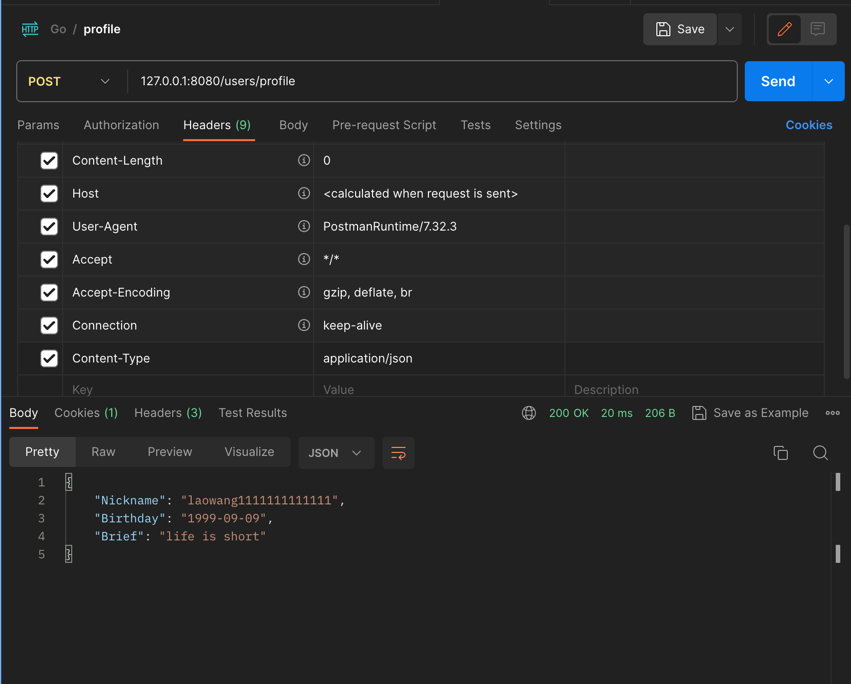 HTTP Go / profile Save
POST 127.0.0.1:8080/users/profile Send
Params Authorization Headers (9) Body Pre-request Script Tests Settings Cookies
Content-Length 0
Host <calculated when request is sent>
User-Agent PostmanRuntime/7.32.3
Accept */*
Accept-Encoding gzip, deflate, br
Connection keep-alive
Content-Type application/json
Key Value Description
Body Cookies (1) Headers (3) Test Results 200 OK 20 ms 206 B Save as Example
Pretty Raw Preview Visualize JSON
1 {
2 "Nickname": "laowang1111111111111",
3 "Birthday": "1999-09-09",
4 "Brief": "life is short"
5 }